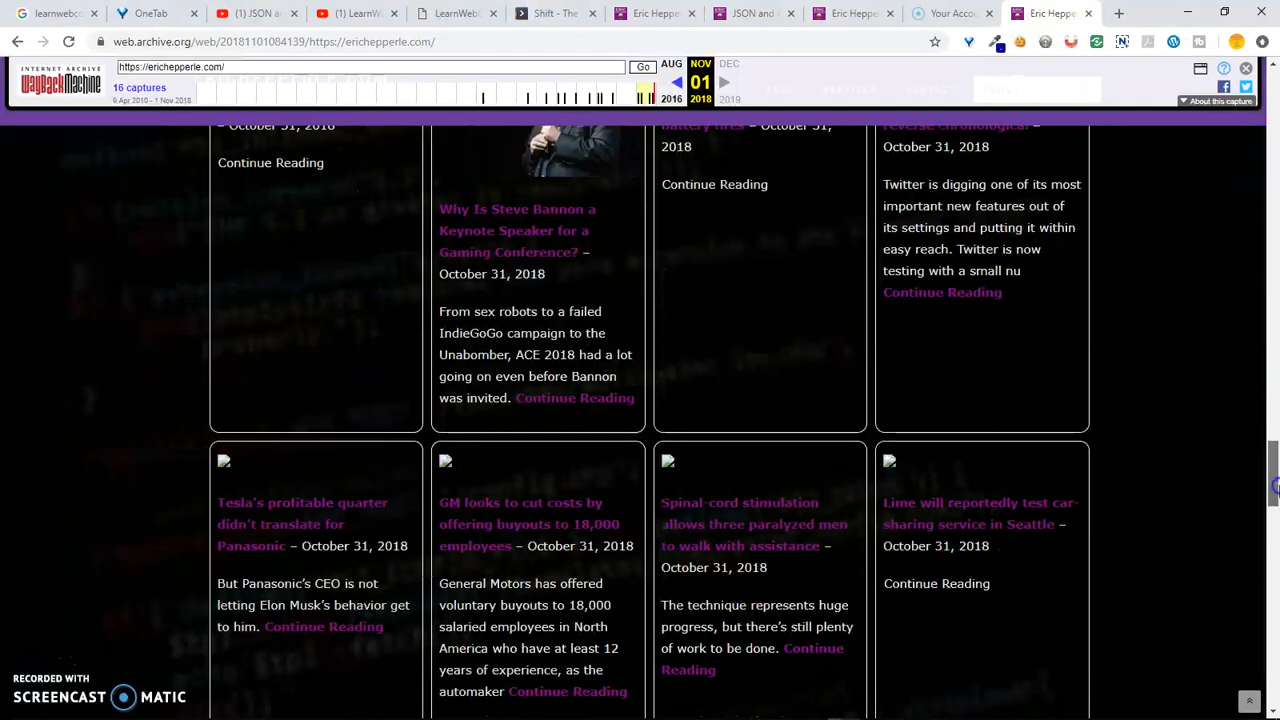 learnwebco
OneTab
(1) JSON a
(1) LearnW
LearnWebC
Shift - The
Eric Hepper
JSON and
Eric Hepper
Your Accou
Eric Hepper
web.archive.org/web/20181101084139/https://erichepperle.com/
INTERNET ARCHIVE
WayBackMachine
https://erichepperle.com/
Go
16 captures
9 Apr 2016 - 1 Nov 2018
AUG NOV DEC
01
2016 2018 2019
About this capture
CONTACT
– October 31, 2018
Continue Reading
Why Is Steve Bannon a
Keynote Speaker for a
Gaming Conference? –
October 31, 2018
From sex robots to a failed
IndieGoGo campaign to the
Unabomber, ACE 2018 had a lot
going on even before Bannon
was invited. Continue Reading
battery fires – October 31,
2018
Continue Reading
reverse chronological –
October 31, 2018
Twitter is digging one of its most
important new features out of
its settings and putting it within
easy reach. Twitter is now
testing with a small nu
Continue Reading
Tesla’s profitable quarter
didn’t translate for
Panasonic – October 31, 2018
But Panasonic’s CEO is not
letting Elon Musk’s behavior get
to him. Continue Reading
GM looks to cut costs by
offering buyouts to 18,000
employees – October 31, 2018
General Motors has offered
voluntary buyouts to 18,000
salaried employees in North
America who have at least 12
years of experience, as the
automaker Continue Reading
Spinal-cord stimulation
allows three paralyzed men
to walk with assistance –
October 31, 2018
The technique represents huge
progress, but there’s still plenty
of work to be done. Continue
Reading
Lime will reportedly test car-
sharing service in Seattle –
October 31, 2018
Continue Reading
RECORDED WITH
SCREENCAST MATIC